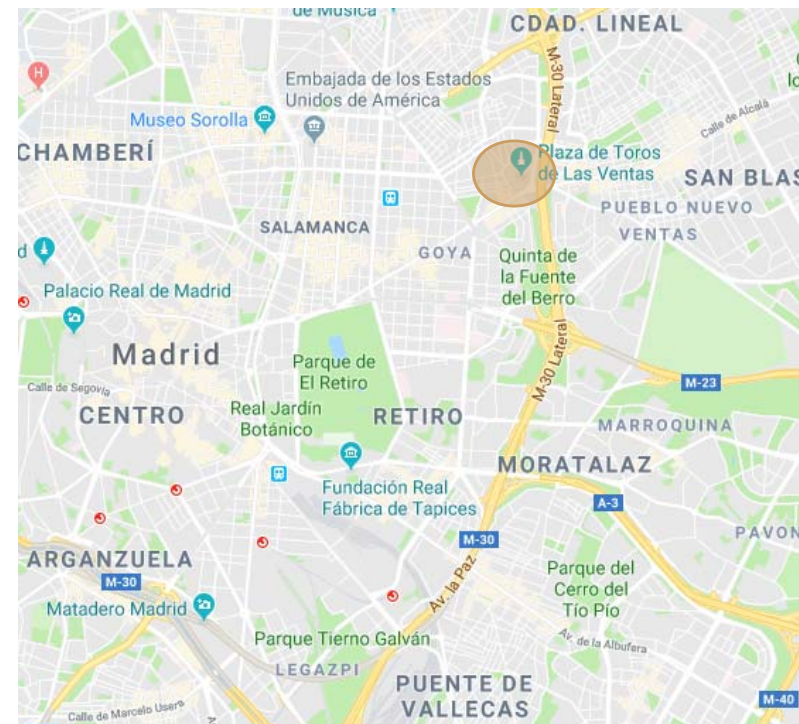 de Música
CDAD. LINEAL
M-30 Lateral
Embajada de los Estados
Unidos de América
Calle de Alcalá
Museo Sorolla
CHAMBERÍ
Plaza de Toros
de Las Ventas
SAN BLAS
PUEBLO NUEVO
VENTAS
SALAMANCA
GOYA
Quinta de
la Fuente
del Berro
Palacio Real de Madrid
Madrid
Parque de
El Retiro
M-30 Lateral
M-23
Calle de Segovia
CENTRO
Real Jardín
Botánico
RETIRO
MARROQUINA
MORATALAZ
Fundación Real
Fábrica de Tapices
A-3
M-30
PAVON
ARGANZUELA
M-30
Av. la Paz
Parque del
Cerro del
Tío Pío
Matadero Madrid
Parque Tierno Galván
Av. de la Albufera
LEGAZPI
PUENTE DE
VALLECAS
M-40
Calle de Marcelo Usera
H